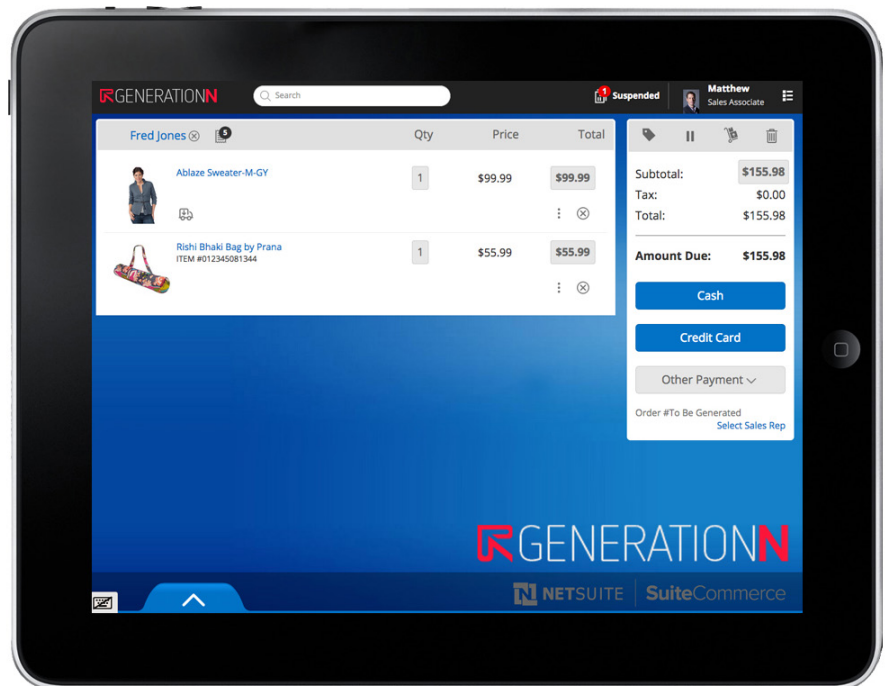 GENERATIONN
Search
1
Suspended
Matthew
Sales Associate
Fred Jones
5
Qty
Price
Total
Ablaze Sweater-M-GY
1
$99.99
$99.99
Rishi Bhaki Bag by Prana
ITEM #012345081344
1
$55.99
$55.99
Subtotal: $155.98
Tax: $0.00
Total: $155.98
Amount Due: $155.98
Cash
Credit Card
Other Payment
Order #To Be Generated
Select Sales Rep
GENERATIONN
N NETSUITE SuiteCommerce